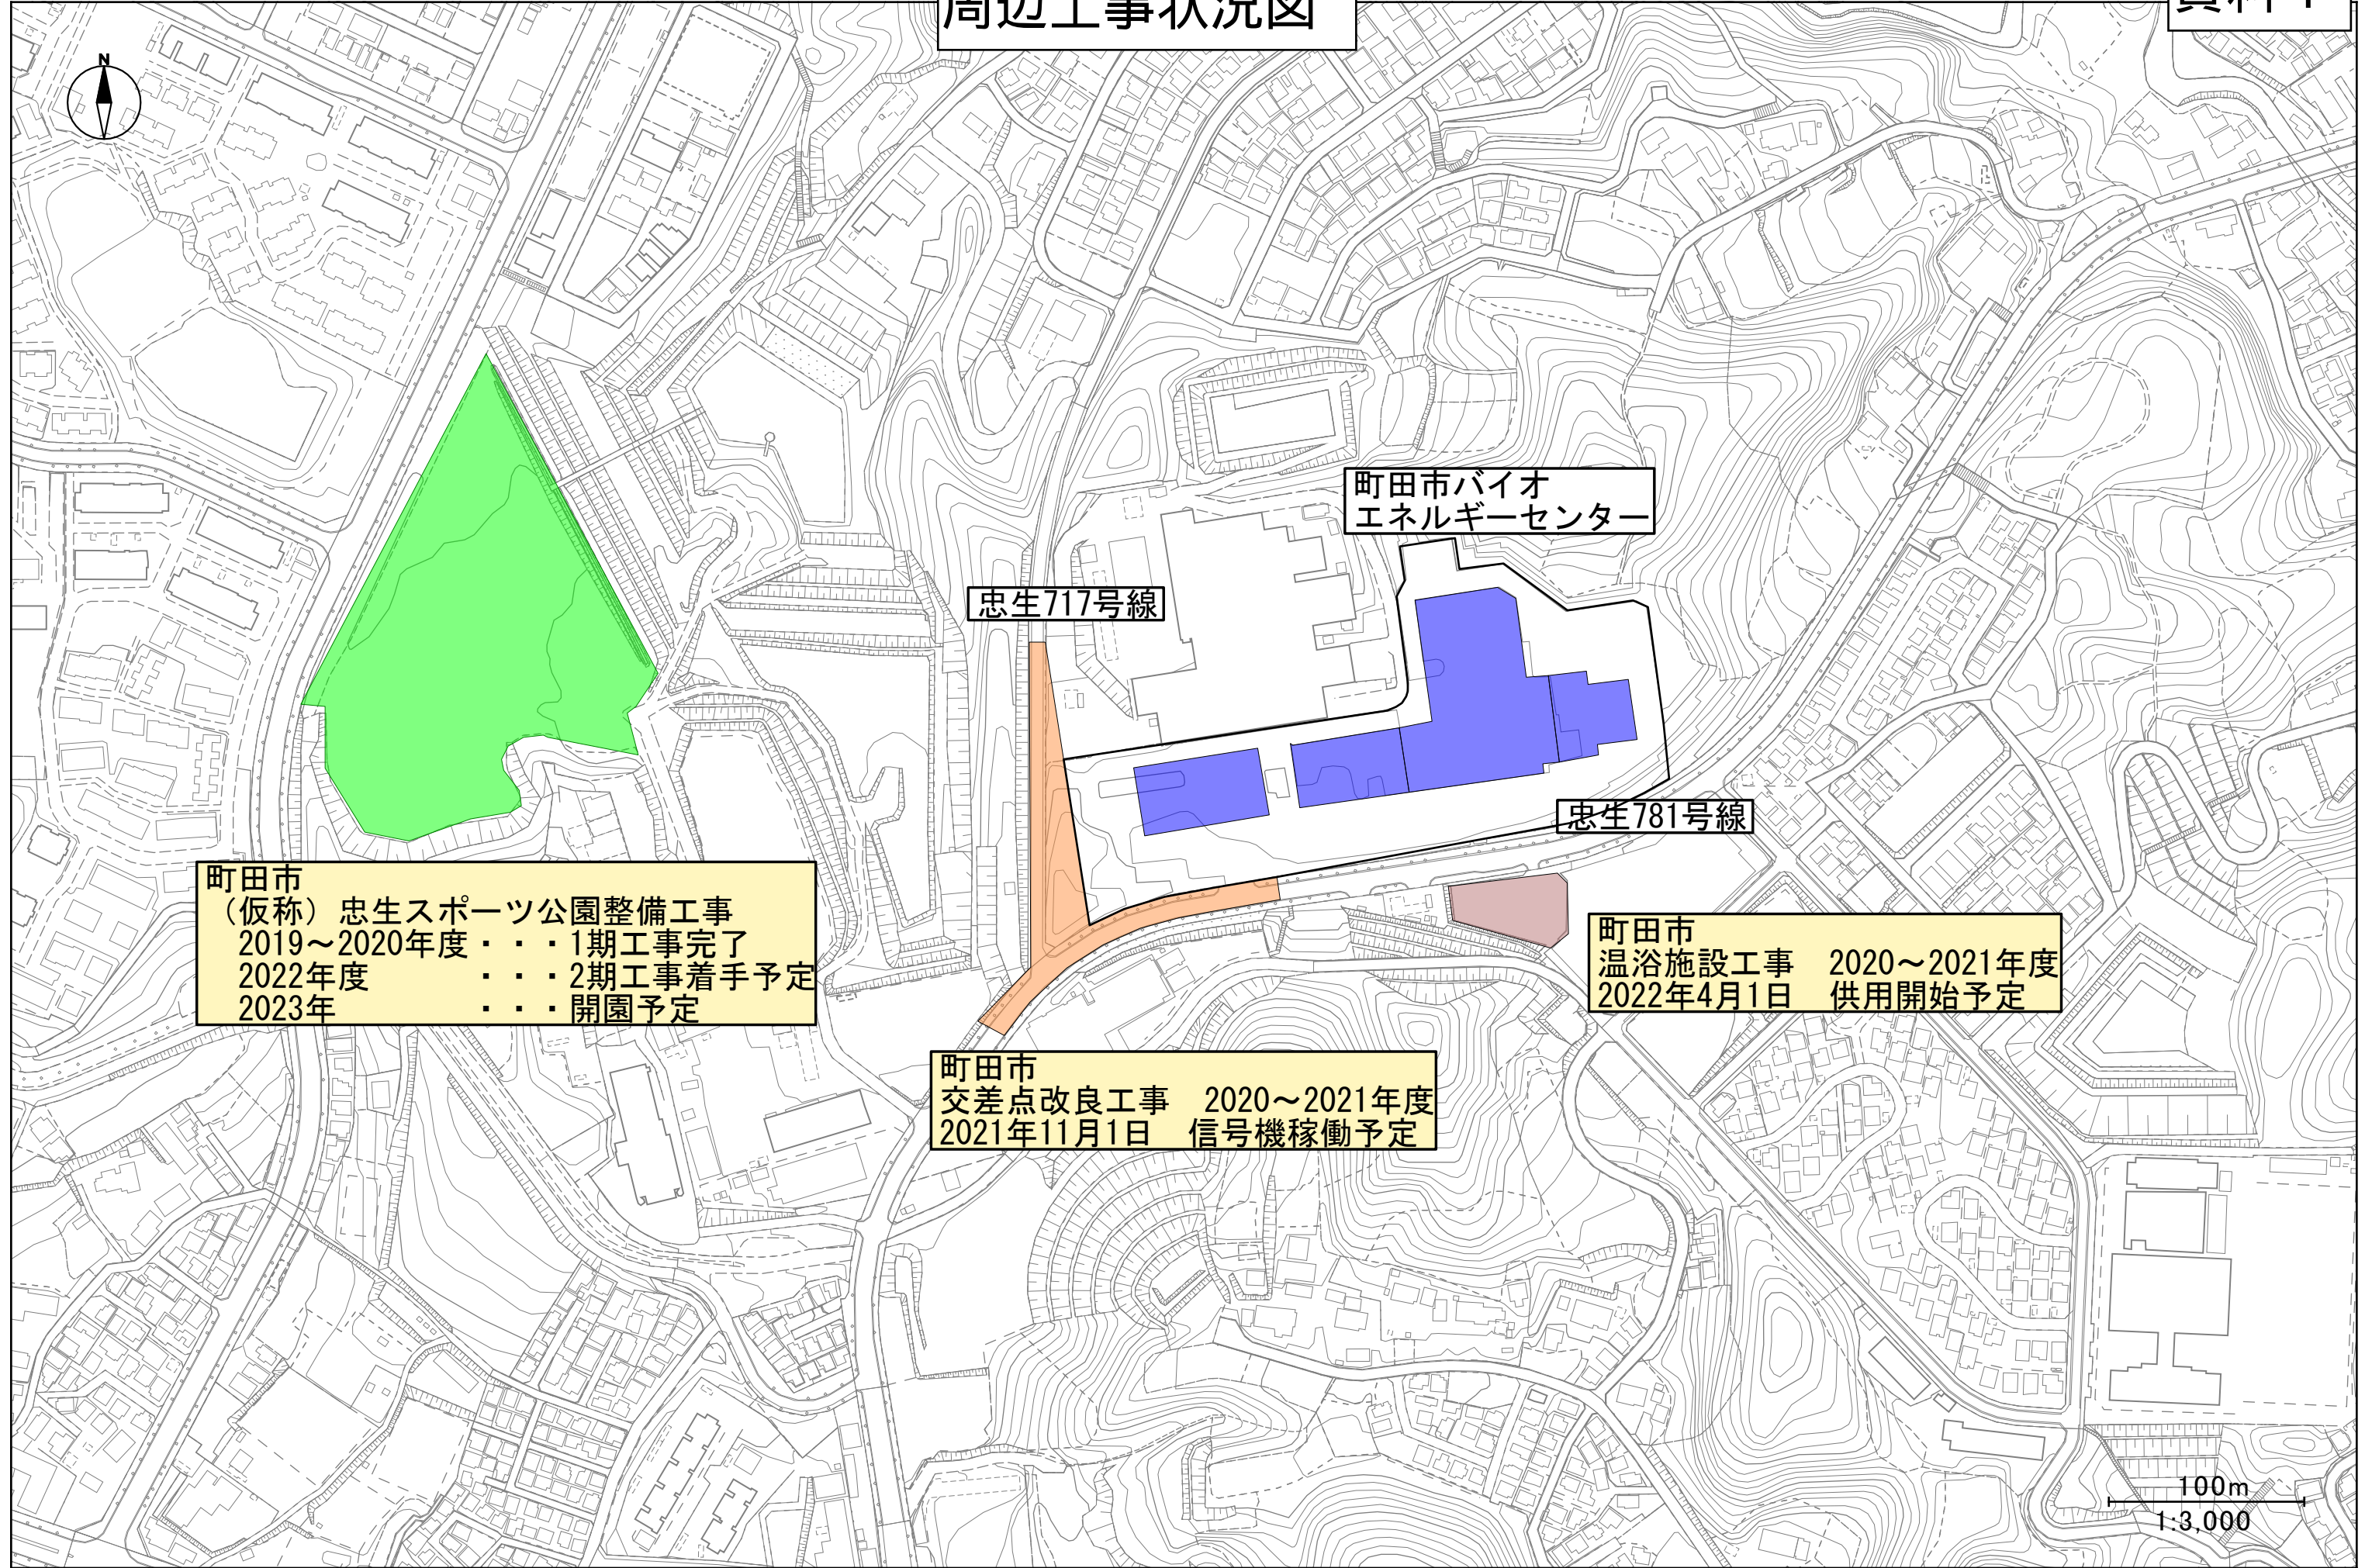 周辺工事状況図
N
町田市バイオ
エネルギーセンター
忠生717号線
忠生781号線
町田市
（仮称）忠生スポーツ公園整備工事
2019～2020年度・・・1期工事完了
2022年度　　　・・・2期工事着手予定
2023年　　　　・・・開園予定
町田市
温浴施設工事　2020～2021年度
2022年4月1日　供用開始予定
町田市
交差点改良工事　2020～2021年度
2021年11月1日　信号機稼働予定
100m
1:3,000